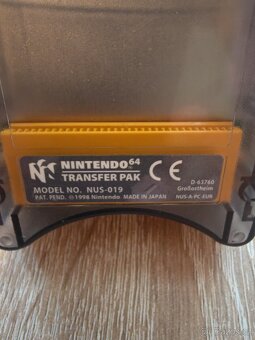 NINTENDO64
TRANSFER PAK
MODEL NO. NUS-019
PAT. PEND. ©1998 Nintendo MADE IN JAPAN
CE
D-63760
Großostheim
NUS-A-PC-EUR